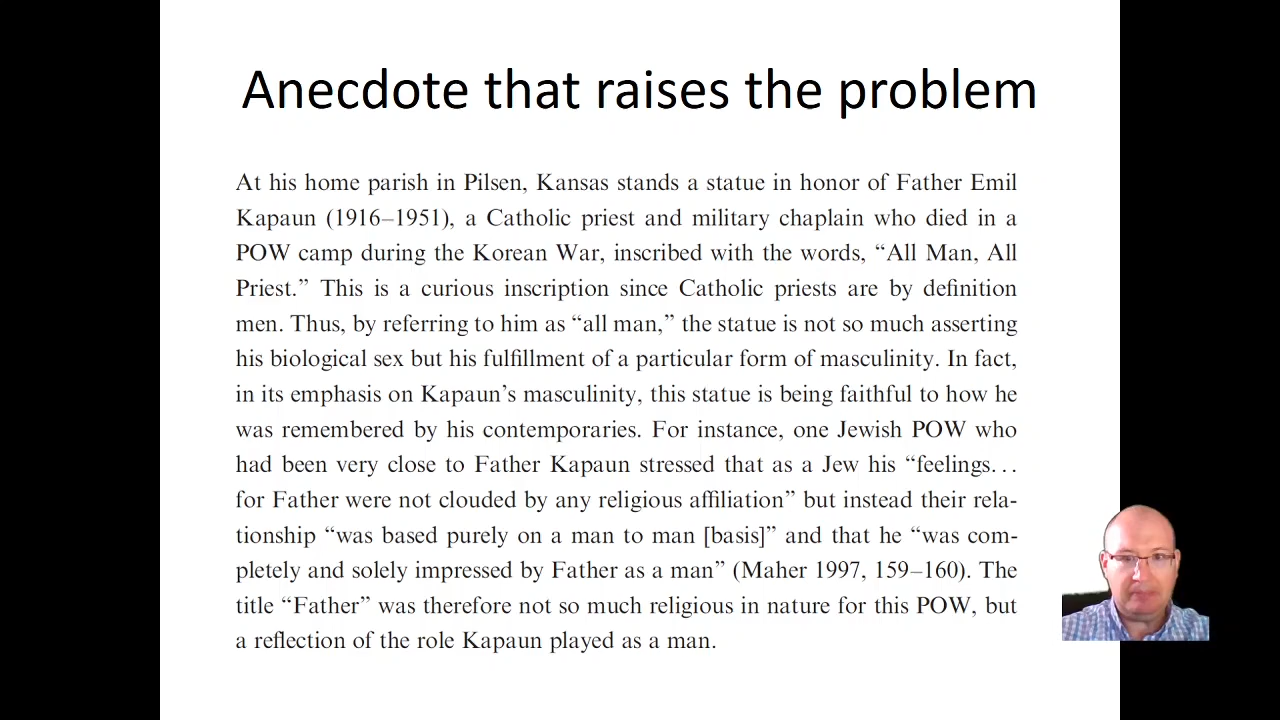 Anecdote that raises the problem
At his home parish in Pilsen, Kansas stands a statue in honor of Father Emil
Kapaun (1916–1951), a Catholic priest and military chaplain who died in a
POW camp during the Korean War, inscribed with the words, “All Man, All
Priest.” This is a curious inscription since Catholic priests are by definition
men. Thus, by referring to him as “all man,” the statue is not so much asserting
his biological sex but his fulfillment of a particular form of masculinity. In fact,
in its emphasis on Kapaun’s masculinity, this statue is being faithful to how he
was remembered by his contemporaries. For instance, one Jewish POW who
had been very close to Father Kapaun stressed that as a Jew his “feelings…
for Father were not clouded by any religious affiliation” but instead their rela-
tionship “was based purely on a man to man [basis]” and that he “was com-
pletely and solely impressed by Father as a man” (Maher 1997, 159–160). The
title “Father” was therefore not so much religious in nature for this POW, but
a reflection of the role Kapaun played as a man.